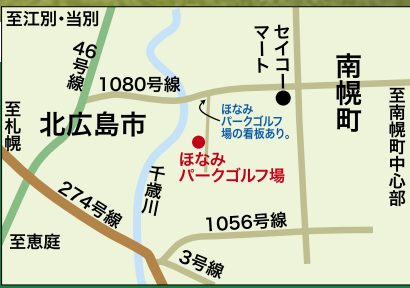 至江別・当別
46号線
セイコー
マート
南幌町
1080号線
至札幌
北広島市
ほなみ
パークゴルフ
場の看板あり。
至南幌町中心部
ほなみ
パークゴルフ場
千歳川
274号線
1056号線
至恵庭
3号線